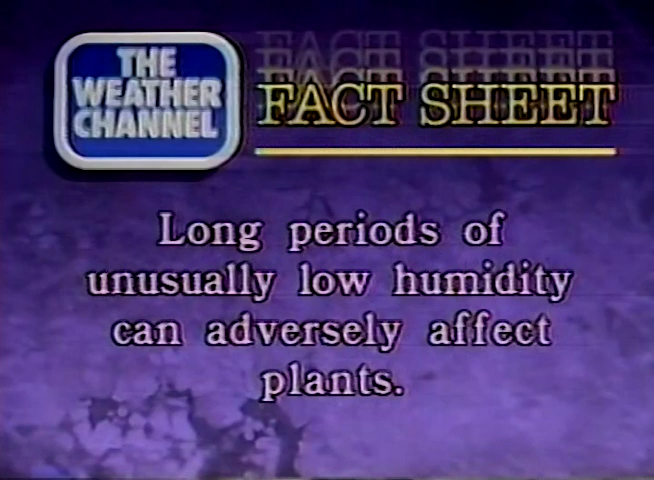 THE
WEATHER
CHANNEL
FACT SHEET
Long periods of
unusually low humidity
can adversely affect
plants.